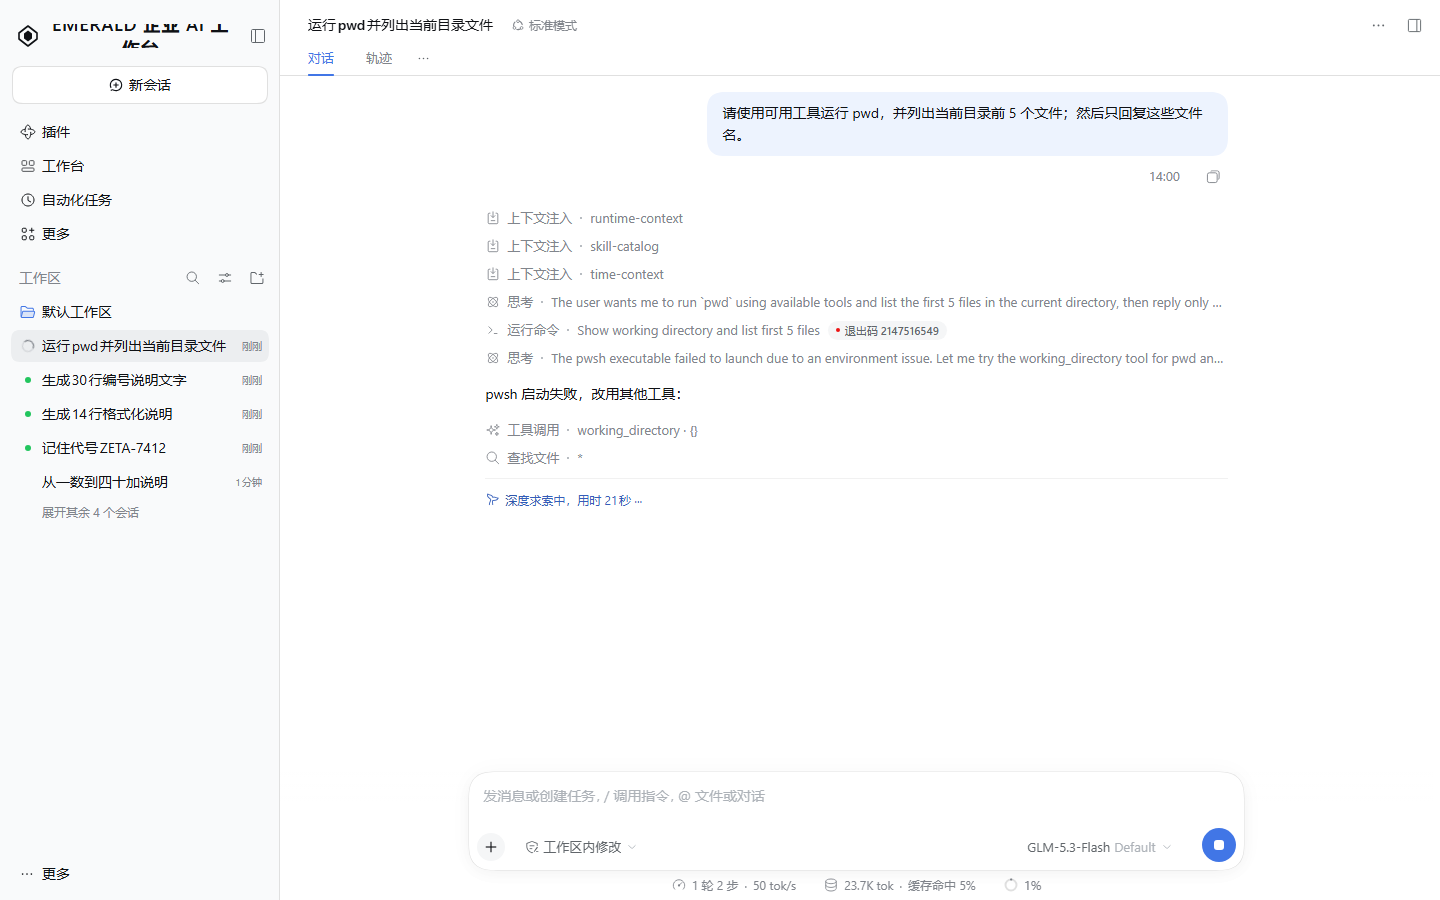 EMERALD 企业 AI 工
作台
新会话
插件
工作台
自动化任务
更多
工作区
默认工作区
运行 pwd 并列出当前目录文件 刚刚
生成 30 行编号说明文字 刚刚
生成 14 行格式化说明 刚刚
记住代号 ZETA-7412 刚刚
从一数到四十加说明 1 分钟
展开其余 4 个会话
更多
运行 pwd 并列出当前目录文件 标准模式
对话 轨迹 ···
请使用可用工具运行 pwd，并列出当前目录前 5 个文件；然后只回复这些文件
名。
14:00
上下文注入 · runtime-context
上下文注入 · skill-catalog
上下文注入 · time-context
思考 · The user wants me to run `pwd` using available tools and list the first 5 files in the current directory, then reply only ...
运行命令 · Show working directory and list first 5 files 退出码 2147516549
思考 · The pwsh executable failed to launch due to an environment issue. Let me try the working_directory tool for pwd an...
pwsh 启动失败，改用其他工具：
工具调用 · working_directory · {}
查找文件 · *
深度求索中，用时 21秒 ···
发消息或创建任务, / 调用指令, @ 文件或对话
工作区内修改
GLM-5.3-Flash Default
1 轮 2 步 · 50 tok/s 23.7K tok · 缓存命中 5% 1%